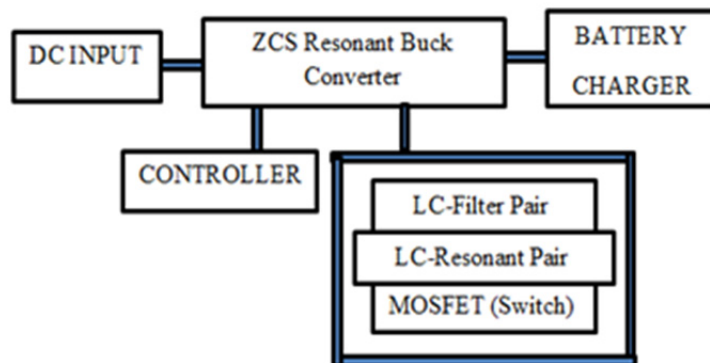 DC INPUT
ZCS Resonant Buck
Converter
BATTERY
CHARGER
CONTROLLER
LC-Filter Pair
LC-Resonant Pair
MOSFET (Switch)